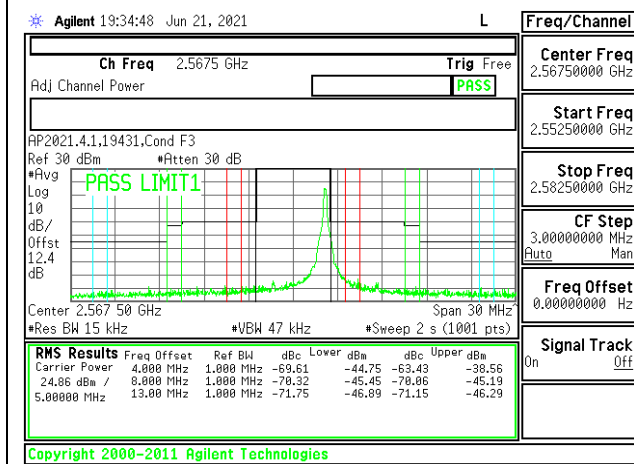 Agilent 19:34:48 Jun 21, 2021 L
Ch Freq 2.5675 GHz Trig Free
Adj Channel Power PASS
AP2021.4.1,19431,Cond F3
Ref 30 dBm #Atten 30 dB
#Avg
Log
10
dB/
Offst
12.4
dB
PASS LIMIT1
Center 2.567 50 GHz Span 30 MHz
#Res BW 15 kHz #VBW 47 kHz #Sweep 2 s (1001 pts)
RMS Results Freq Offset Ref BW dBc Lower dBm dBc Upper dBm
Carrier Power 4.000 MHz 1.000 MHz -69.61 -44.75 -63.43 -38.56
24.86 dBm / 8.000 MHz 1.000 MHz -70.32 -45.45 -70.06 -45.19
5.00000 MHz 13.00 MHz 1.000 MHz -71.75 -46.89 -71.15 -46.29
Copyright 2000-2011 Agilent Technologies
Freq/Channel
Center Freq
2.56750000 GHz
Start Freq
2.55250000 GHz
Stop Freq
2.58250000 GHz
CF Step
3.00000000 MHz
Auto Man
Freq Offset
0.00000000 Hz
Signal Track
On Off